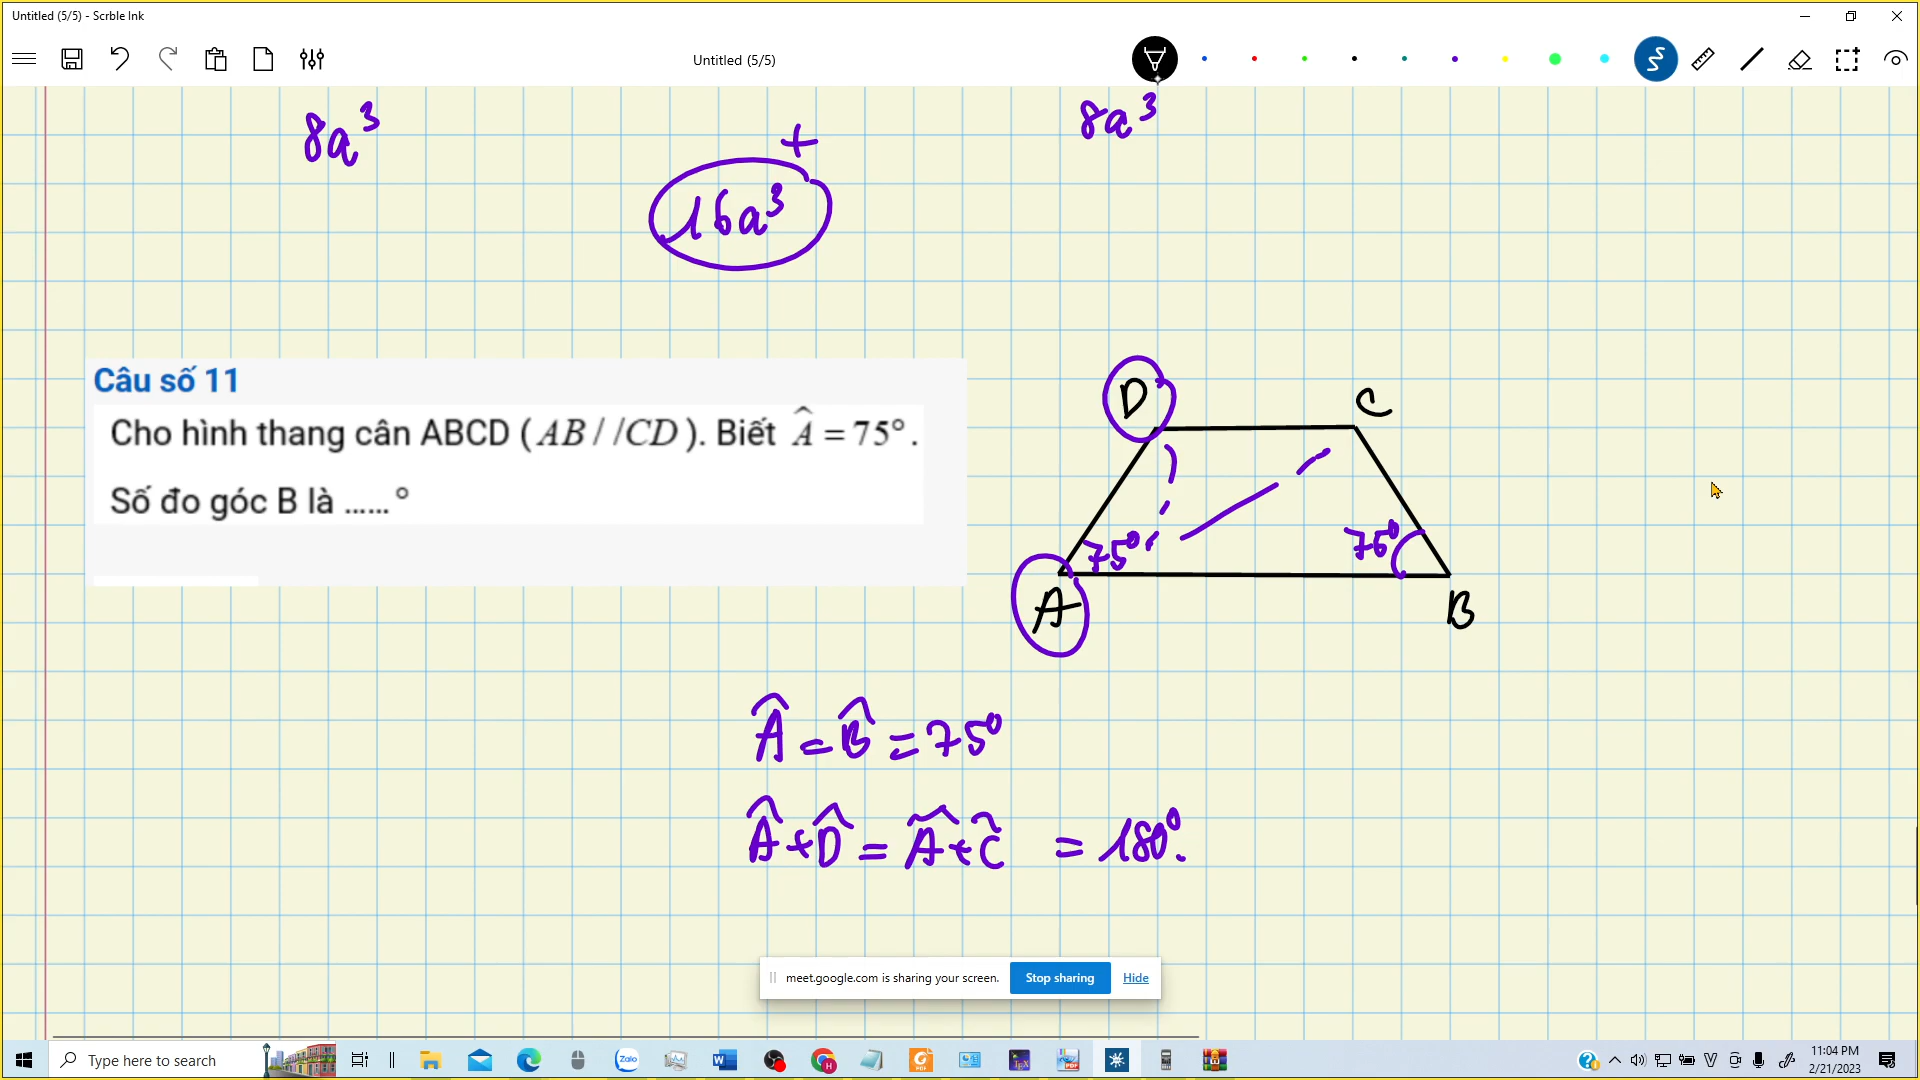 Untitled (5/5) - Scrble Ink
Untitled (5/5)
8a³
8a³
+
16a³
Câu số 11
Cho hình thang cân ABCD ( AB / /CD ). Biết Â = 75° .
Số đo góc B là ......°
D
C
75°
75°
A
B
Â = B̂ = 75°
Â + D̂ = Â + Ĉ = 180°.
meet.google.com is sharing your screen.
Stop sharing
Hide
Type here to search
Zalo
11:04 PM
2/21/2023